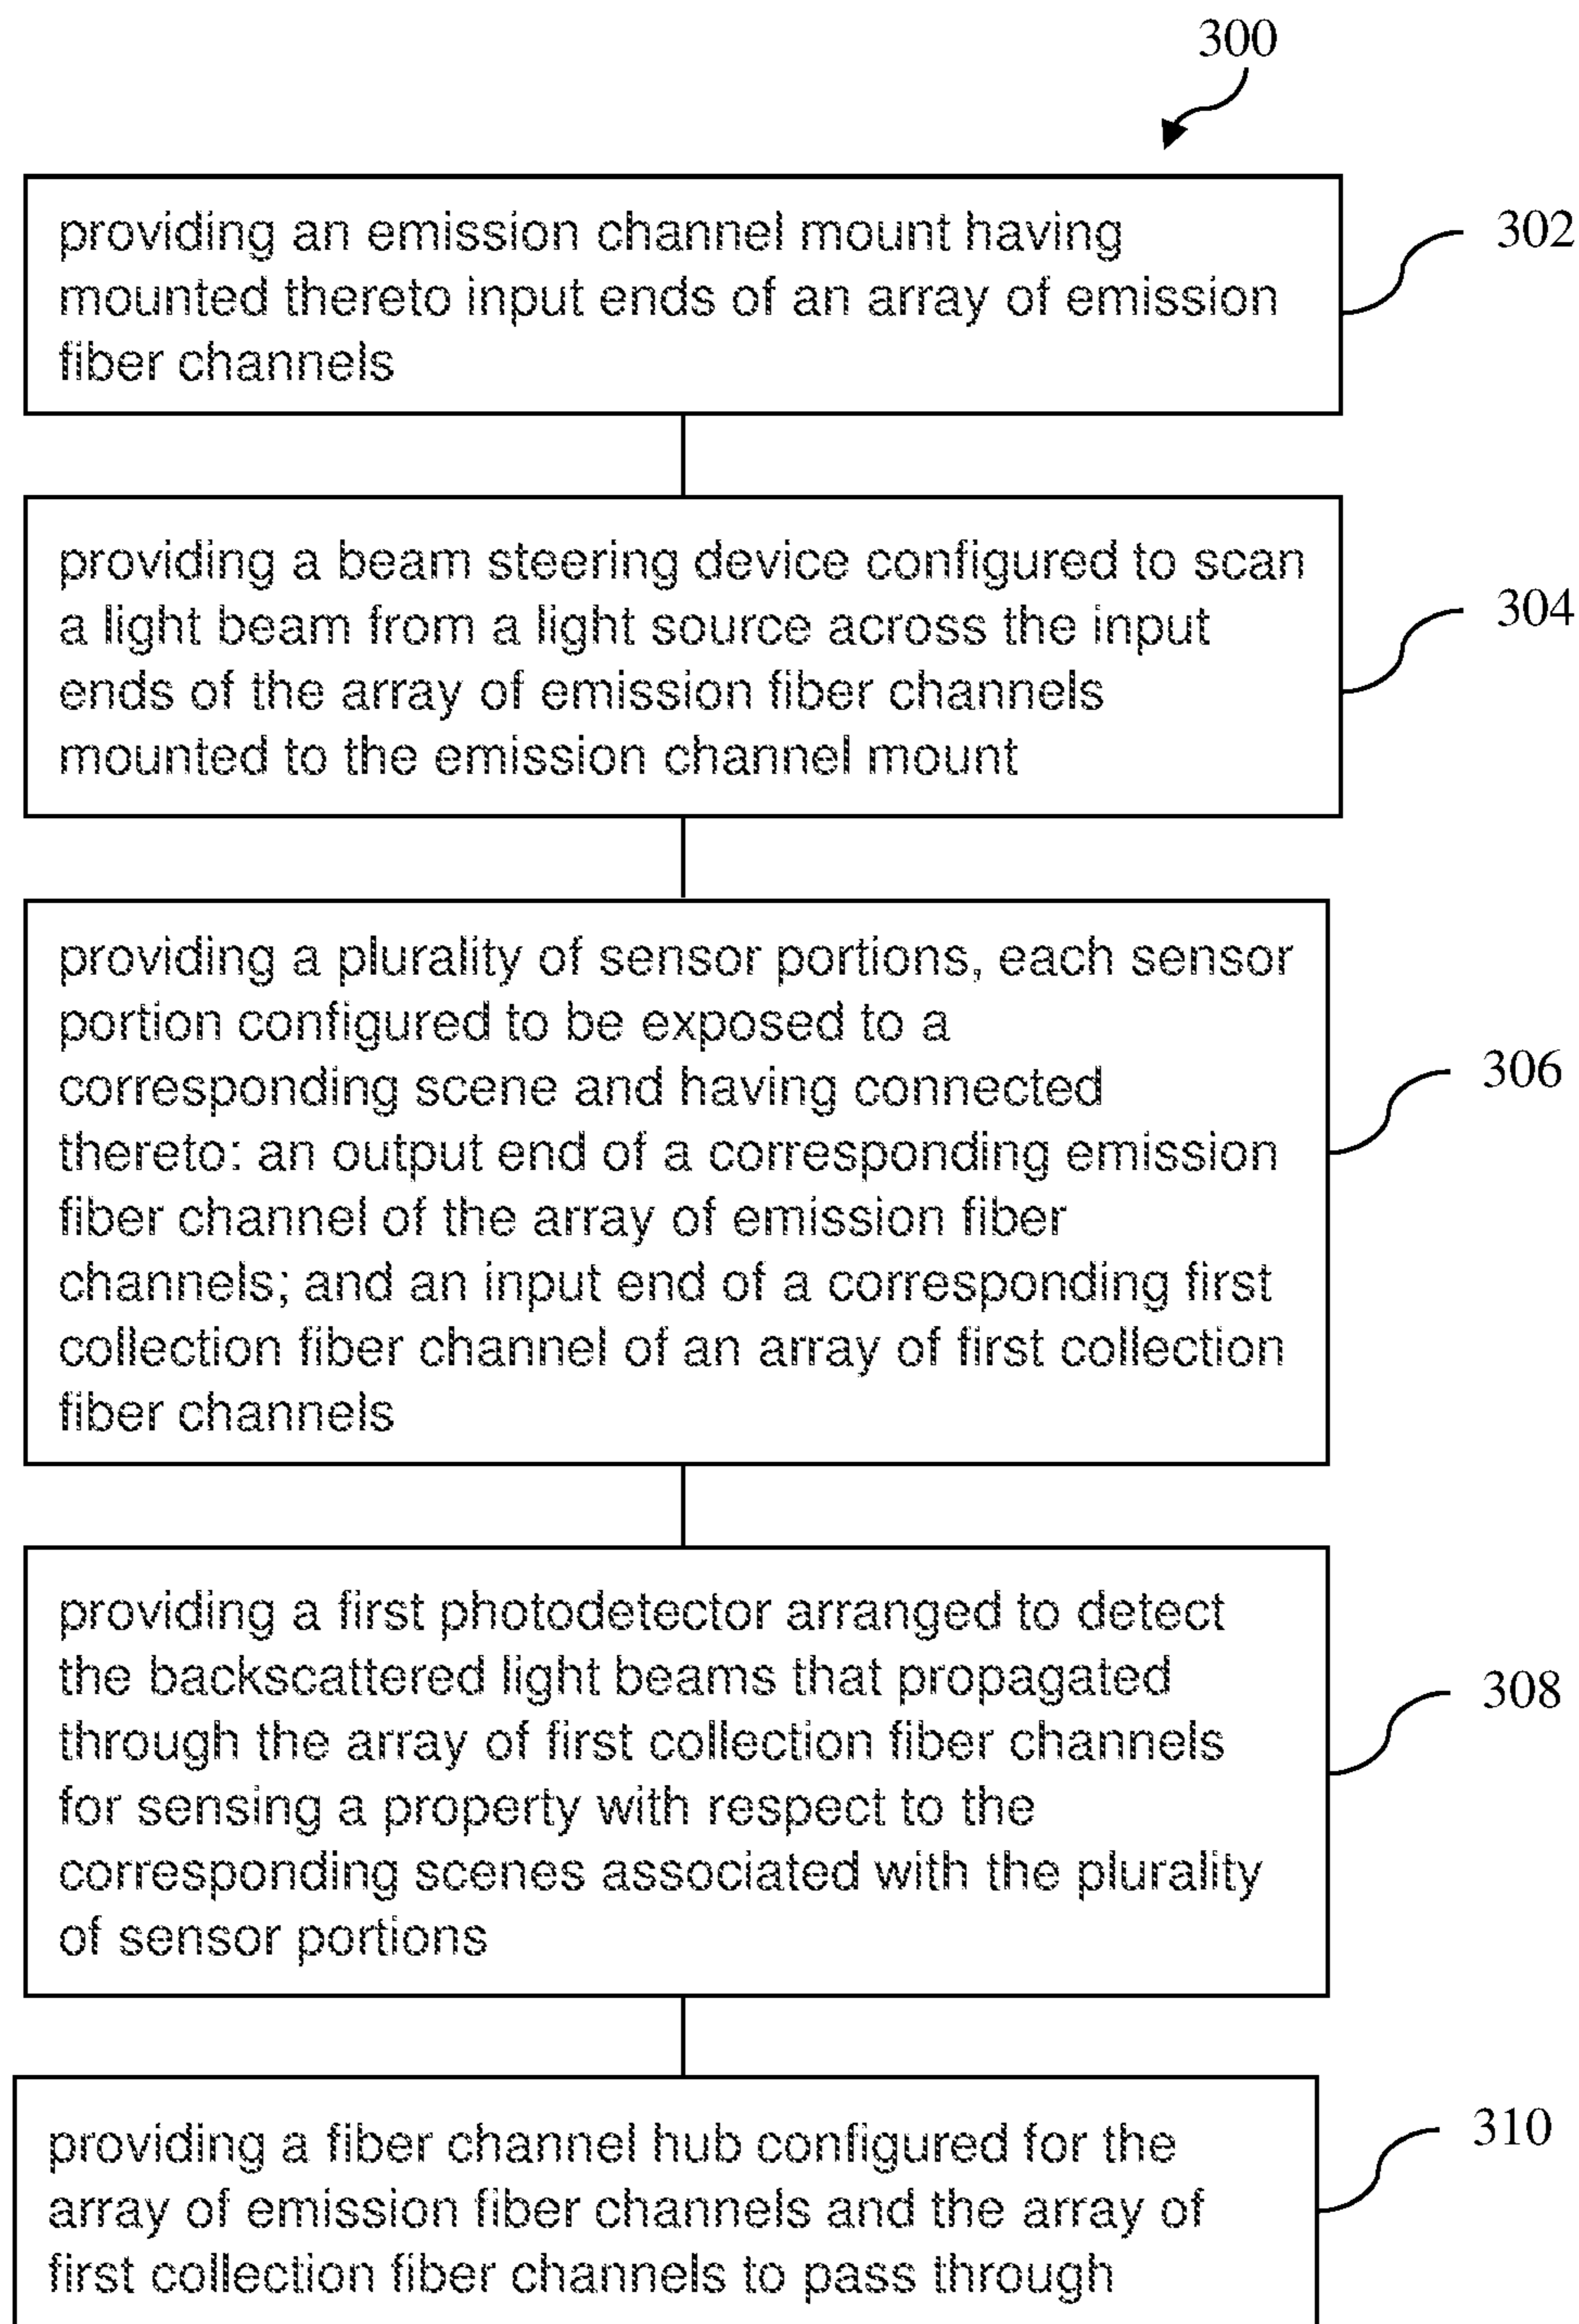 300
providing an emission channel mount having
mounted thereto input ends of an array of emission
fiber channels
302
providing a beam steering device configured to scan
a light beam from a light source across the input
ends of the array of emission fiber channels
mounted to the emission channel mount
304
providing a plurality of sensor portions, each sensor
portion configured to be exposed to a
corresponding scene and having connected
thereto: an output end of a corresponding emission
fiber channel of the array of emission fiber
channels; and an input end of a corresponding first
collection fiber channel of an array of first collection
fiber channels
306
providing a first photodetector arranged to detect
the backscattered light beams that propagated
through the array of first collection fiber channels
for sensing a property with respect to the
corresponding scenes associated with the plurality
of sensor portions
308
providing a fiber channel hub configured for the
array of emission fiber channels and the array of
first collection fiber channels to pass through
310